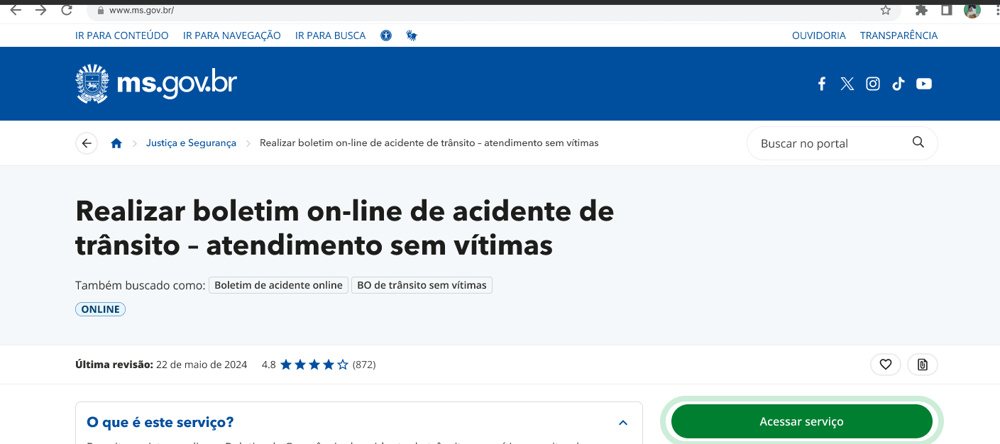 www.ms.gov.br/
IR PARA CONTEÚDO IR PARA NAVEGAÇÃO IR PARA BUSCA OUVIDORIA TRANSPARÊNCIA
ms.gov.br
Justiça e Segurança Realizar boletim on-line de acidente de trânsito – atendimento sem vítimas Buscar no portal
Realizar boletim on-line de acidente de
trânsito – atendimento sem vítimas
Também buscado como: Boletim de acidente online BO de trânsito sem vítimas
ONLINE
Última revisão: 22 de maio de 2024 4.8 (872)
O que é este serviço? Acessar serviço